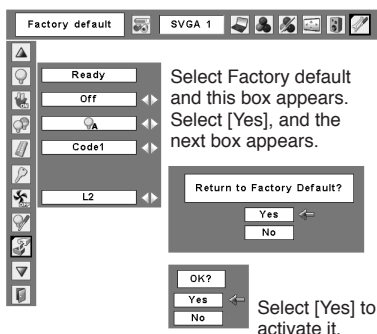 Factory default
SVGA 1
Ready
Off
A
Code1
L2
Select Factory default
and this box appears.
Select [Yes], and the
next box appears.
Return to Factory Default?
Yes
No
OK?
Yes
No
Select [Yes] to
activate it.